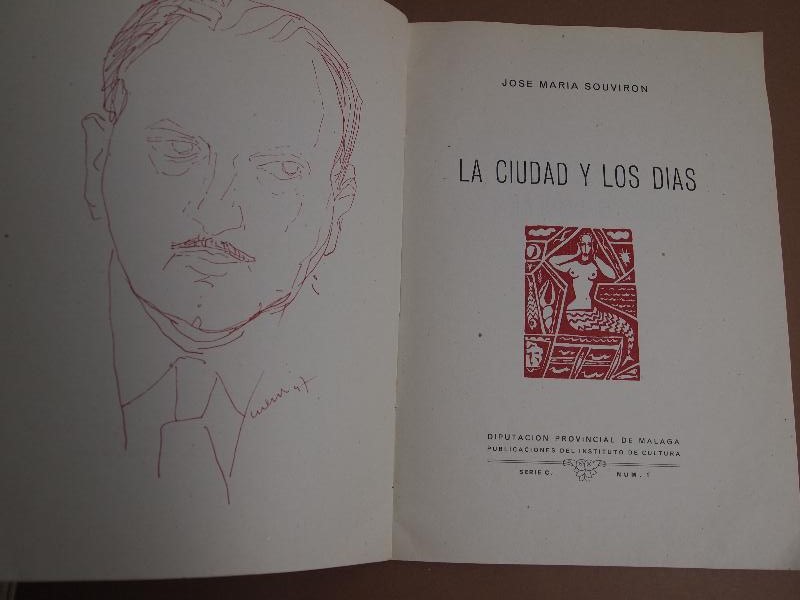 JOSE MARIA SOUVIRON
LA CIUDAD Y LOS DIAS
DIPUTACION PROVINCIAL DE MALAGA
PUBLICACIONES DEL INSTITUTO DE CULTURA
SERIE C. NUM. 1